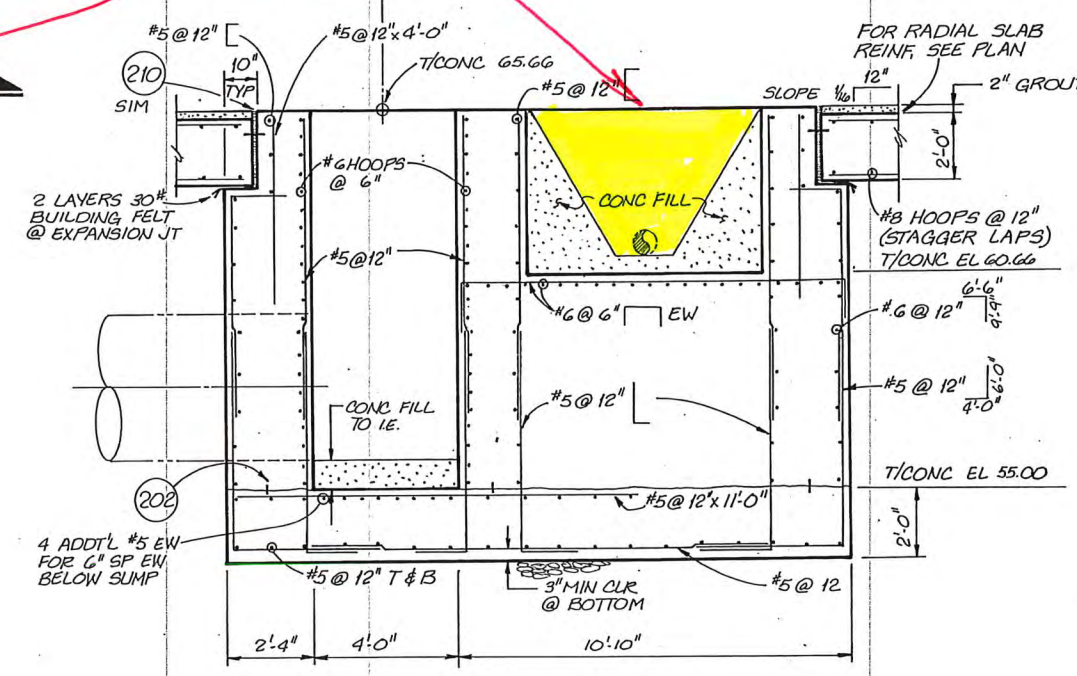 #5@12"
#5@12"x4'-0"
FOR RADIAL SLAB
REINF, SEE PLAN
210
10"
TYP
SIM
T/CONC 65.66
#5@12"
SLOPE
1/16
12"
2" GROUT
2'-0"
#6 HOOPS
@ 6"
CONC FILL
2 LAYERS 30#
BUILDING FELT
@ EXPANSION JT
#8 HOOPS @ 12"
(STAGGER LAPS)
T/CONC EL 60.66
#5@12"
#6@6" EW
#6 @ 12"
6'-6"
9'-9"
#5@12"
#5 @ 12"
6'-0"
4'-0"
CONC FILL
TO I.E.
T/CONC EL 55.00
202
#5@12"x11'-0"
2'-0"
4 ADDT'L #5 EW
FOR 6" SP EW
BELOW SUMP
#5@12" T & B
3" MIN CLR
@ BOTTOM
#5@12
2'-4"
4'-0"
10'-10"